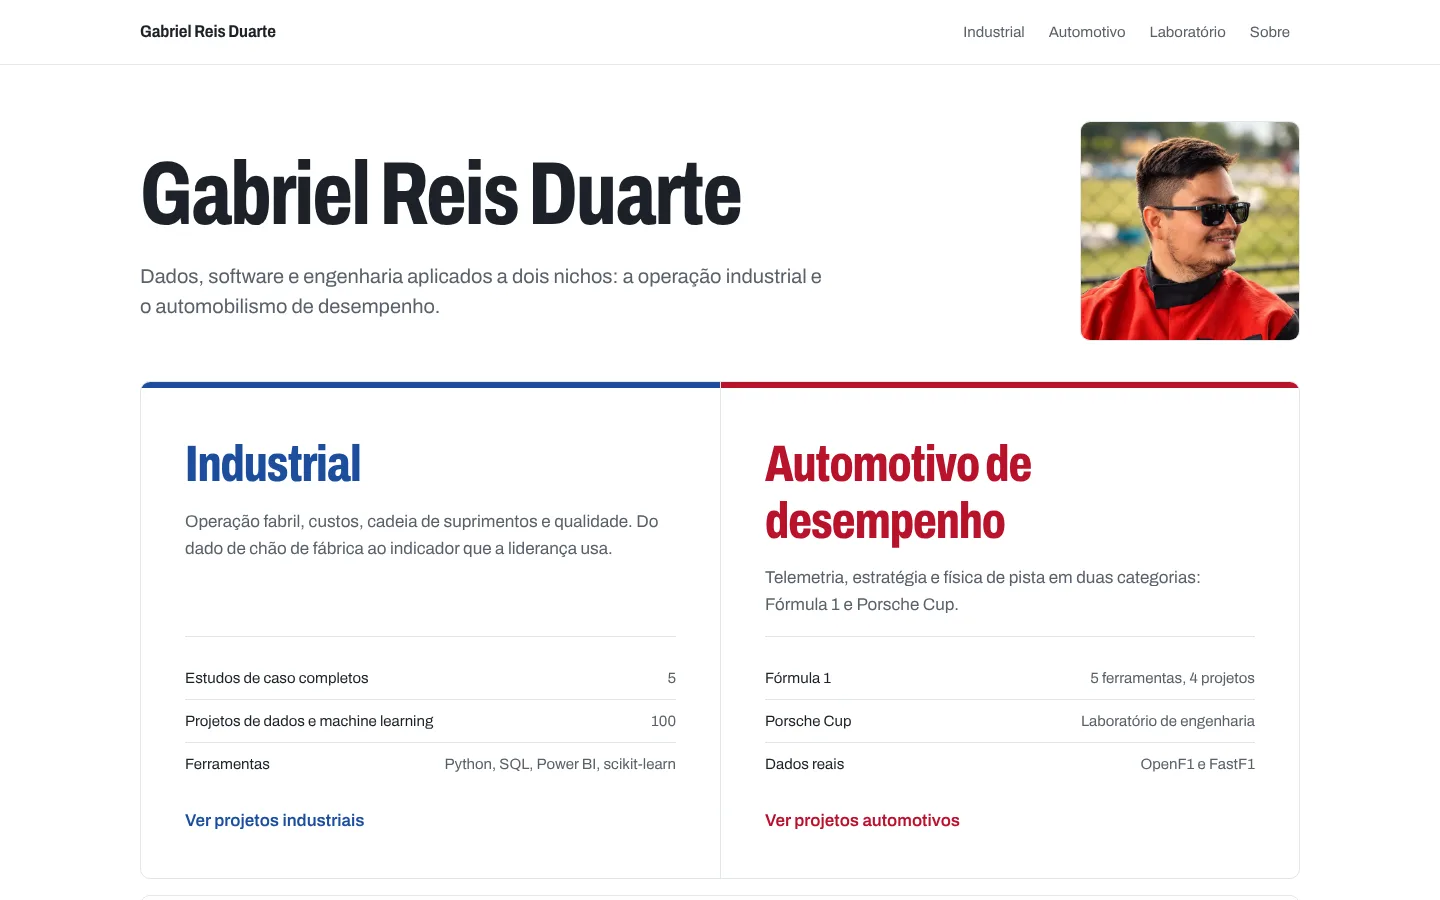 Gabriel Reis Duarte
Industrial
Automotivo
Laboratório
Sobre
Gabriel Reis Duarte
Dados, software e engenharia aplicados a dois nichos: a operação industrial e
o automobilismo de desempenho.
Industrial
Operação fabril, custos, cadeia de suprimentos e qualidade. Do
dado de chão de fábrica ao indicador que a liderança usa.
Estudos de caso completos 5
Projetos de dados e machine learning 100
Ferramentas Python, SQL, Power BI, scikit-learn
Ver projetos industriais
Automotivo de
desempenho
Telemetria, estratégia e física de pista em duas categorias:
Fórmula 1 e Porsche Cup.
Fórmula 1 5 ferramentas, 4 projetos
Porsche Cup Laboratório de engenharia
Dados reais OpenF1 e FastF1
Ver projetos automotivos